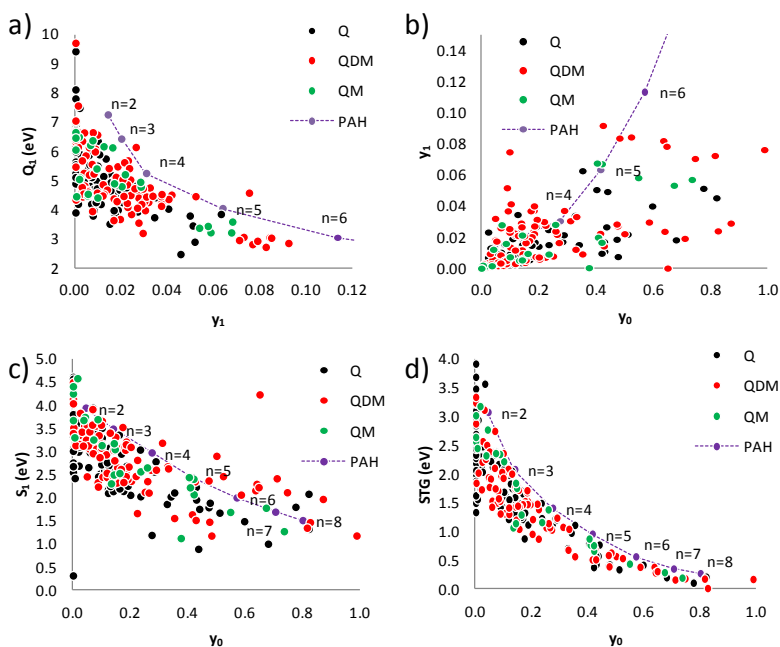 a)
10
9
8
7
6
5
4
3
2
Q₁ (eV)
0.00 0.02 0.04 0.06 0.08 0.10 0.12
y₁
Q
QDM
QM
PAH
n=2
n=3
n=4
n=5
n=6
b)
0.14
0.12
0.10
0.08
0.06
0.04
0.02
0.00
y₁
0.0 0.2 0.4 0.6 0.8 1.0
y₀
Q
QDM
QM
PAH
n=6
n=5
n=4
c)
5.0
4.5
4.0
3.5
3.0
2.5
2.0
1.5
1.0
0.5
0.0
S₁ (eV)
0.0 0.2 0.4 0.6 0.8 1.0
y₀
Q
QDM
QM
PAH
n=2
n=3
n=4
n=5
n=6
n=7
n=8
d)
4.0
3.5
3.0
2.5
2.0
1.5
1.0
0.5
0.0
STG (eV)
0.0 0.2 0.4 0.6 0.8 1.0
y₀
Q
QDM
QM
PAH
n=2
n=3
n=4
n=5
n=6
n=7
n=8